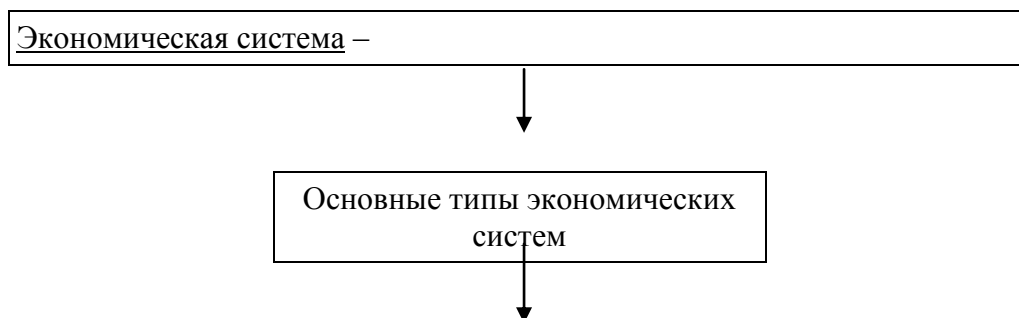 Экономическая система –
Основные типы экономических
систем